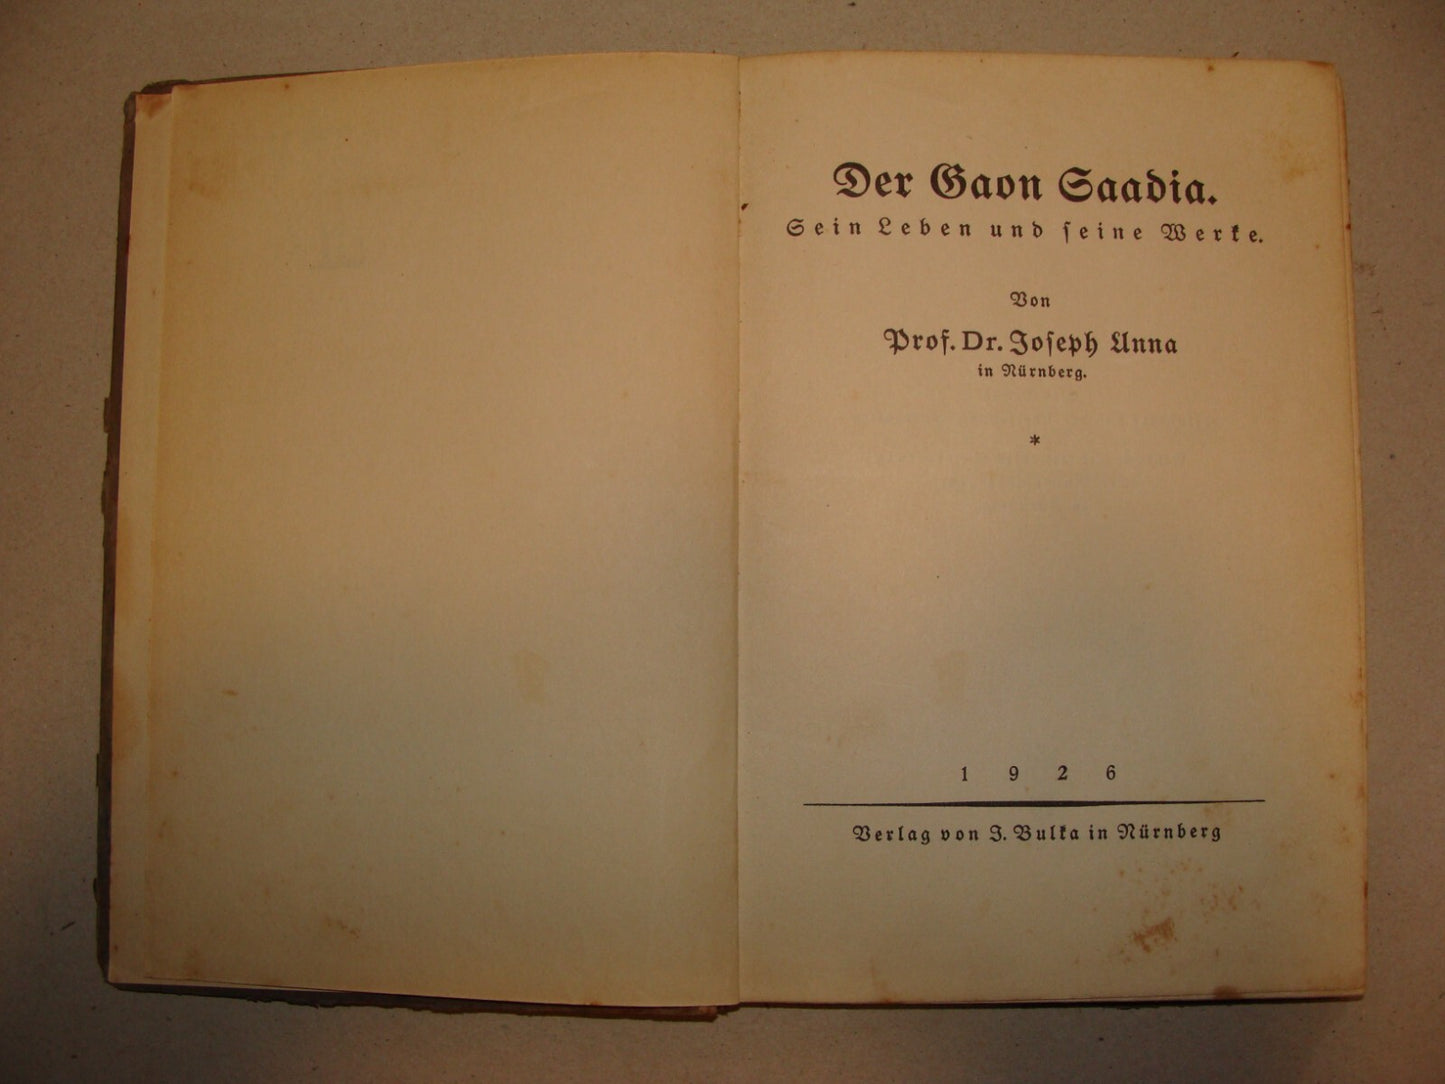 Der Gaon Saadia.
Sein Leben und ſeine Werke.
Von
Prof. Dr. Joſeph Unna
in Nürnberg.
*
1926
Verlag von J. Bulka in Nürnberg